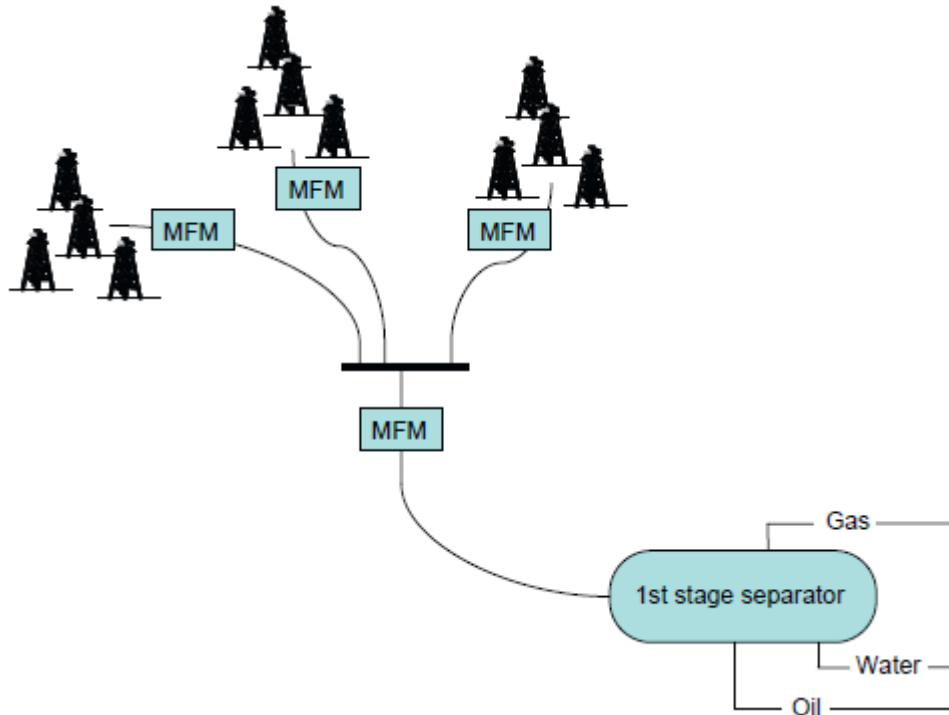 MFM
MFM
MFM
MFM
Gas
1st stage separator
Water
Oil